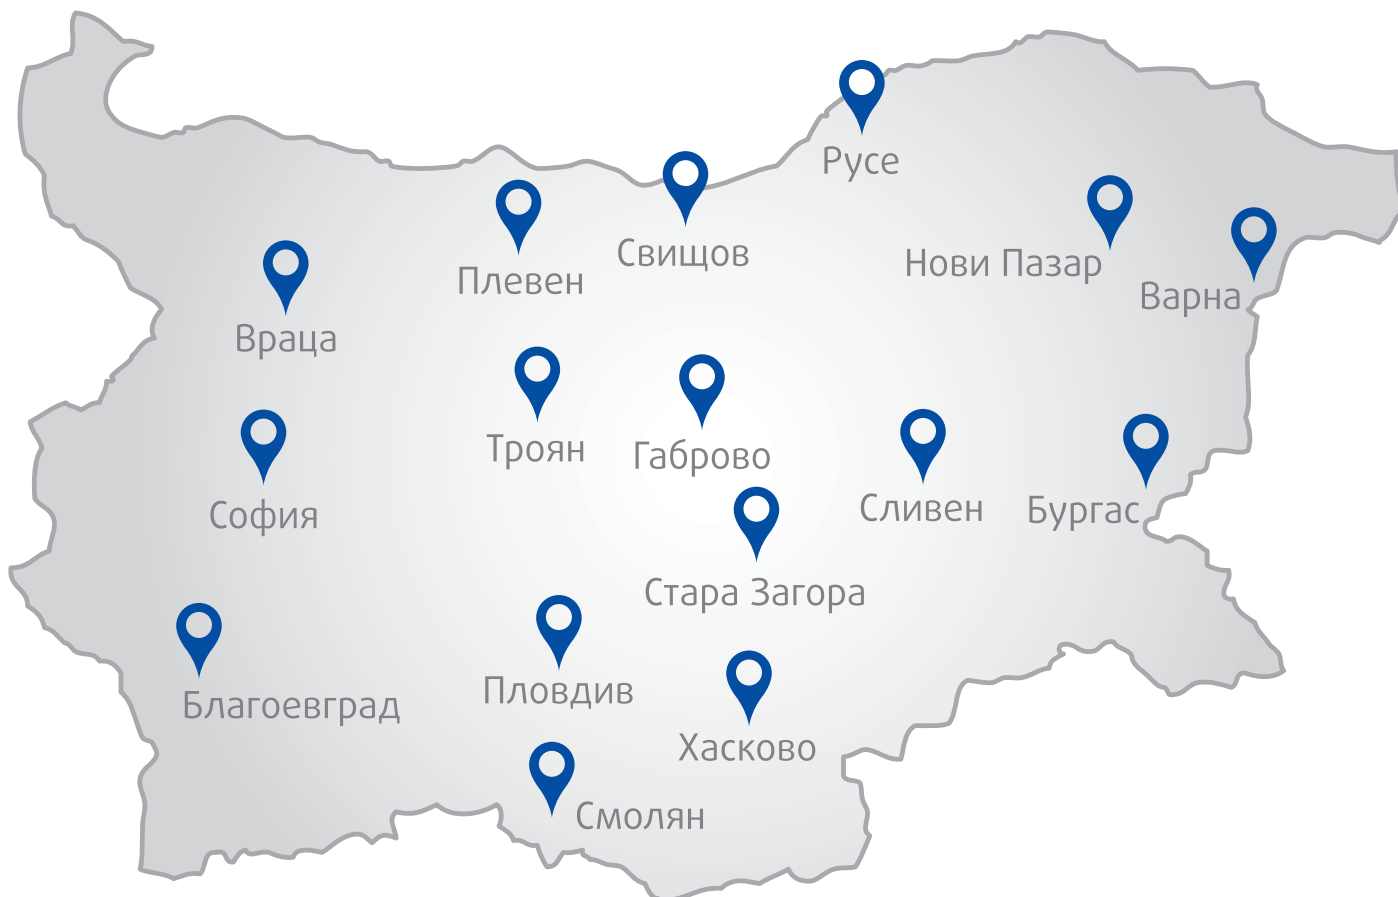 Русе
Свищов
Нови Пазар
Плевен
Варна
Враца
Троян
Габрово
Сливен
Бургас
София
Стара Загора
Пловдив
Благоевград
Хасково
Смолян